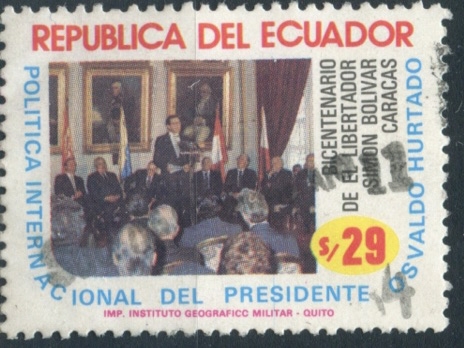 REPUBLICA DEL ECUADOR
POLITICA INTERNACIONAL DEL PRESIDENTE OSVALDO HURTADO
BICENTENARIO
DE EL LIBERTADOR
SIMON BOLIVAR
CARACAS
S/29
IMP. INSTITUTO GEOGRAFICO MILITAR - QUITO